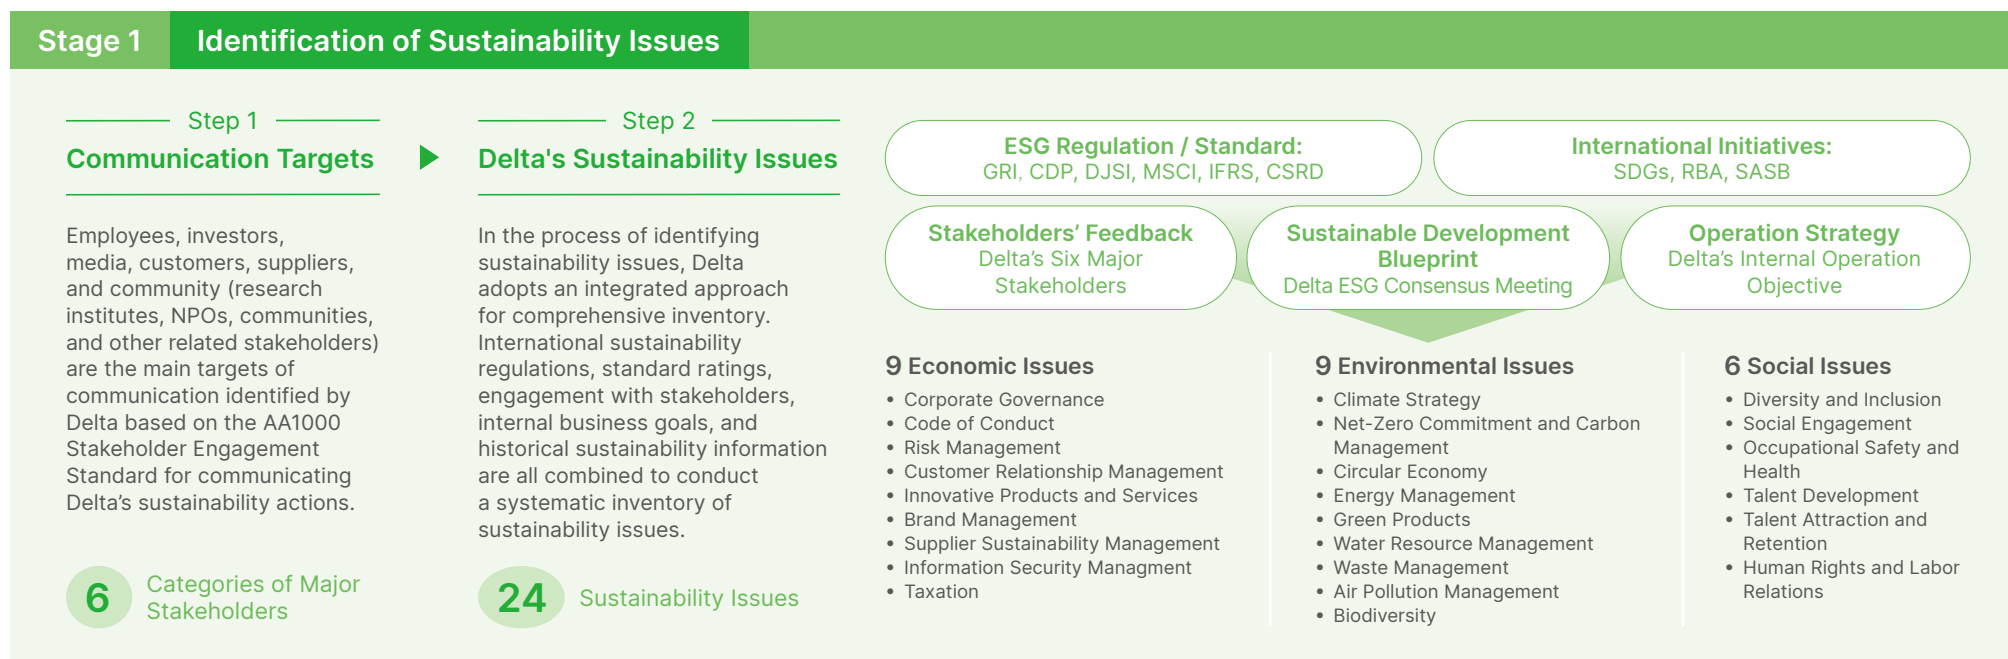 Stage 1
Identification of Sustainability Issues
Step 1
Communication Targets
Employees, investors,
media, customers, suppliers,
and community (research
institutes, NPOs, communities,
and other related stakeholders)
are the main targets of
communication identified by
Delta based on the AA1000
Stakeholder Engagement
Standard for communicating
Delta's sustainability actions.
6
Categories of Major
Stakeholders
Step 2
Delta's Sustainability Issues
In the process of identifying
sustainability issues, Delta
adopts an integrated approach
for comprehensive inventory.
International sustainability
regulations, standard ratings,
engagement with stakeholders,
internal business goals, and
historical sustainability information
are all combined to conduct
a systematic inventory of
sustainability issues.
24
Sustainability Issues
ESG Regulation / Standard:
GRI, CDP, DJSI, MSCI, IFRS, CSRD
International Initiatives:
SDGs, RBA, SASB
Stakeholders' Feedback
Delta's Six Major
Stakeholders
Sustainable Development
Blueprint
Delta ESG Consensus Meeting
Operation Strategy
Delta's Internal Operation
Objective
9 Economic Issues
• Corporate Governance
• Code of Conduct
• Risk Management
• Customer Relationship Management
• Innovative Products and Services
• Brand Management
• Supplier Sustainability Management
• Information Security Managment
• Taxation
9 Environmental Issues
• Climate Strategy
• Net-Zero Commitment and Carbon
Management
• Circular Economy
• Energy Management
• Green Products
• Water Resource Management
• Waste Management
• Air Pollution Management
• Biodiversity
6 Social Issues
• Diversity and Inclusion
• Social Engagement
• Occupational Safety and
Health
• Talent Development
• Talent Attraction and
Retention
• Human Rights and Labor
Relations